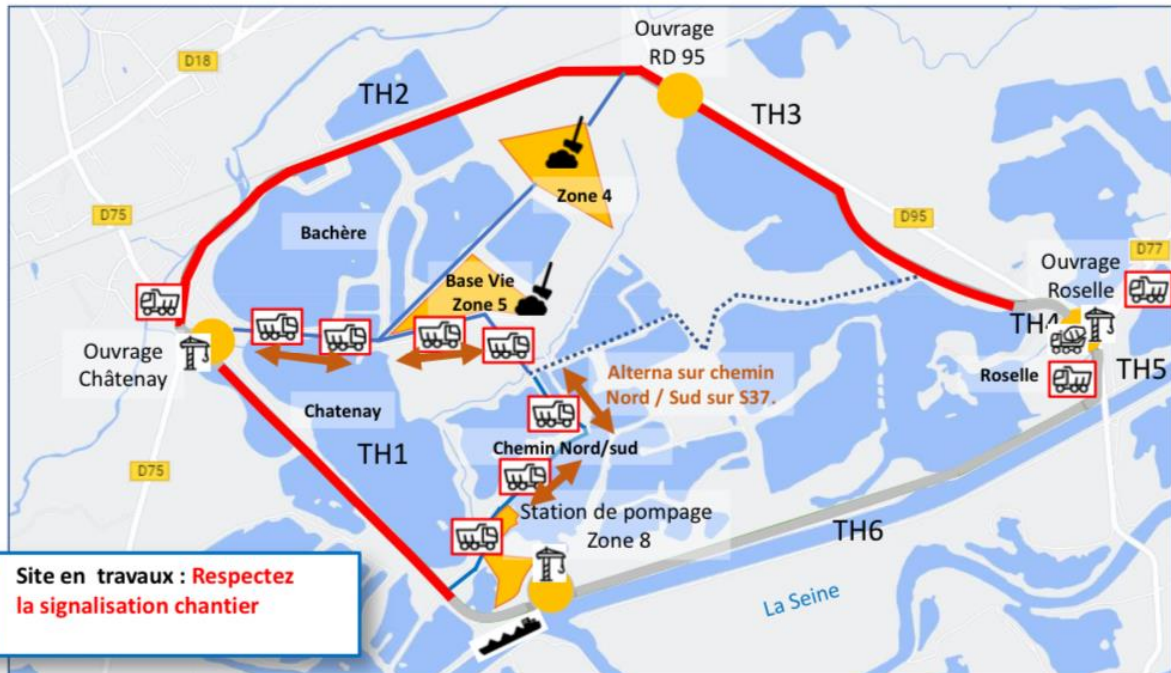 Ouvrage
RD 95
D18
TH2
TH3
Zone 4
D75
D95
Bachère
D77
Base Vie
Zone 5
Ouvrage
Roselle
TH4
Ouvrage
Châtenay
TH5
Roselle
Alterna sur chemin
Nord / Sud sur S37.
Chatenay
TH1
Chemin Nord/sud
D75
Station de pompage
Zone 8
TH6
La Seine
Site en travaux : Respectez
la signalisation chantier